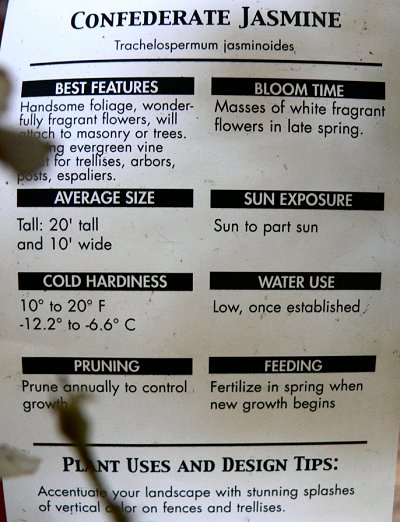 CONFEDERATE JASMINE
Trachelospermum jasminoides
BEST FEATURES
Handsome foliage, wonder-
fully fragrant flowers, will
attach to masonry or trees.
evergreen vine
for trellises, arbors,
posts, espaliers.
BLOOM TIME
Masses of white fragrant
flowers in late spring.
AVERAGE SIZE
Tall: 20' tall
and 10' wide
SUN EXPOSURE
Sun to part sun
COLD HARDINESS
10° to 20° F
-12.2° to -6.6° C
WATER USE
Low, once established
PRUNING
Prune annually to control
growth
FEEDING
Fertilize in spring when
new growth begins
PLANT USES AND DESIGN TIPS:
Accentuate your landscape with stunning splashes
of vertical color on fences and trellises.